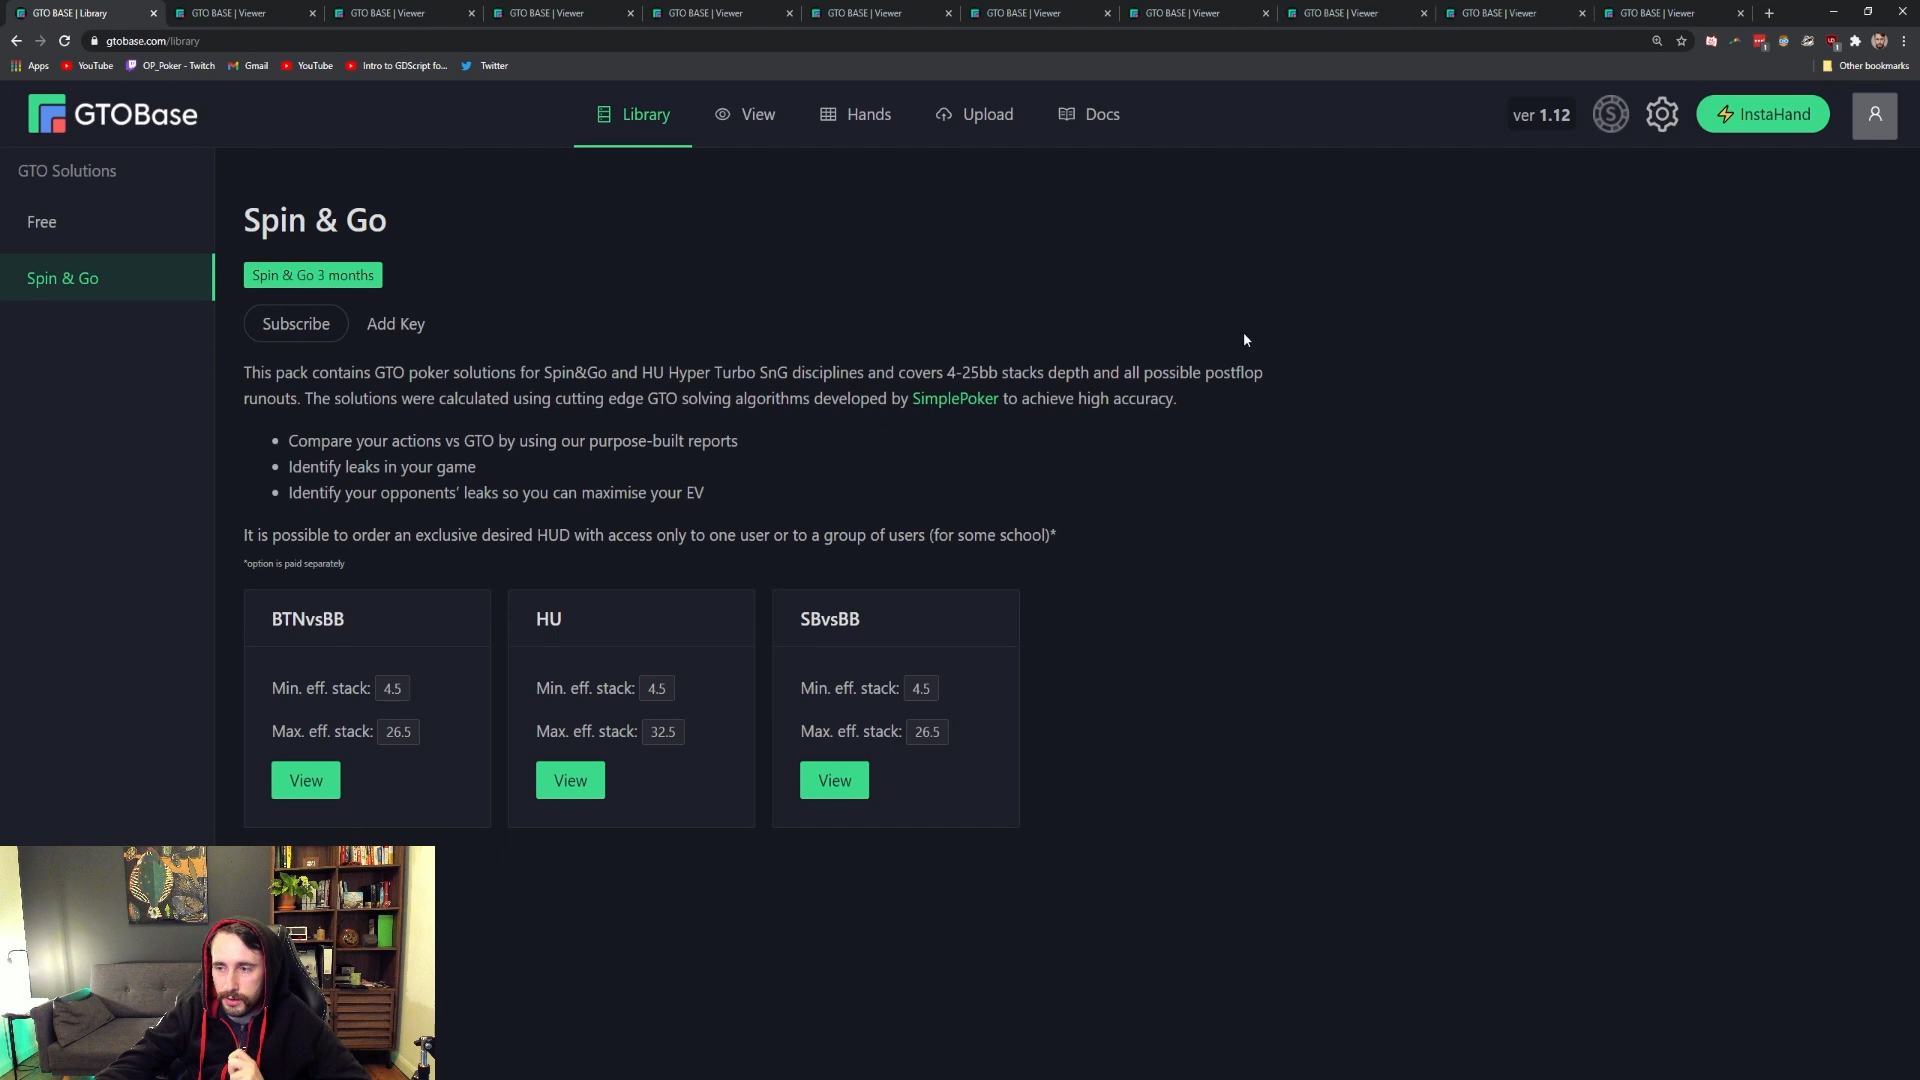 GTO BASE | Library
GTO BASE | Viewer
GTO BASE | Viewer
GTO BASE | Viewer
GTO BASE | Viewer
GTO BASE | Viewer
GTO BASE | Viewer
GTO BASE | Viewer
GTO BASE | Viewer
GTO BASE | Viewer
GTO BASE | Viewer
gtobase.com/library
Apps
YouTube
OP_Poker - Twitch
Gmail
YouTube
Intro to GDScript fo...
Twitter
Other bookmarks
GTOBase
Library
View
Hands
Upload
Docs
ver 1.12
InstaHand
GTO Solutions
Free
Spin & Go
Spin & Go
Spin & Go 3 months
Subscribe
Add Key
This pack contains GTO poker solutions for Spin&Go and HU Hyper Turbo SnG disciplines and covers 4-25bb stacks depth and all possible postflop
runouts. The solutions were calculated using cutting edge GTO solving algorithms developed by SimplePoker to achieve high accuracy.
• Compare your actions vs GTO by using our purpose-built reports
• Identify leaks in your game
• Identify your opponents' leaks so you can maximise your EV
It is possible to order an exclusive desired HUD with access only to one user or to a group of users (for some school)*
*option is paid separately
BTNvsBB
Min. eff. stack: 4.5
Max. eff. stack: 26.5
View
HU
Min. eff. stack: 4.5
Max. eff. stack: 32.5
View
SBvsBB
Min. eff. stack: 4.5
Max. eff. stack: 26.5
View